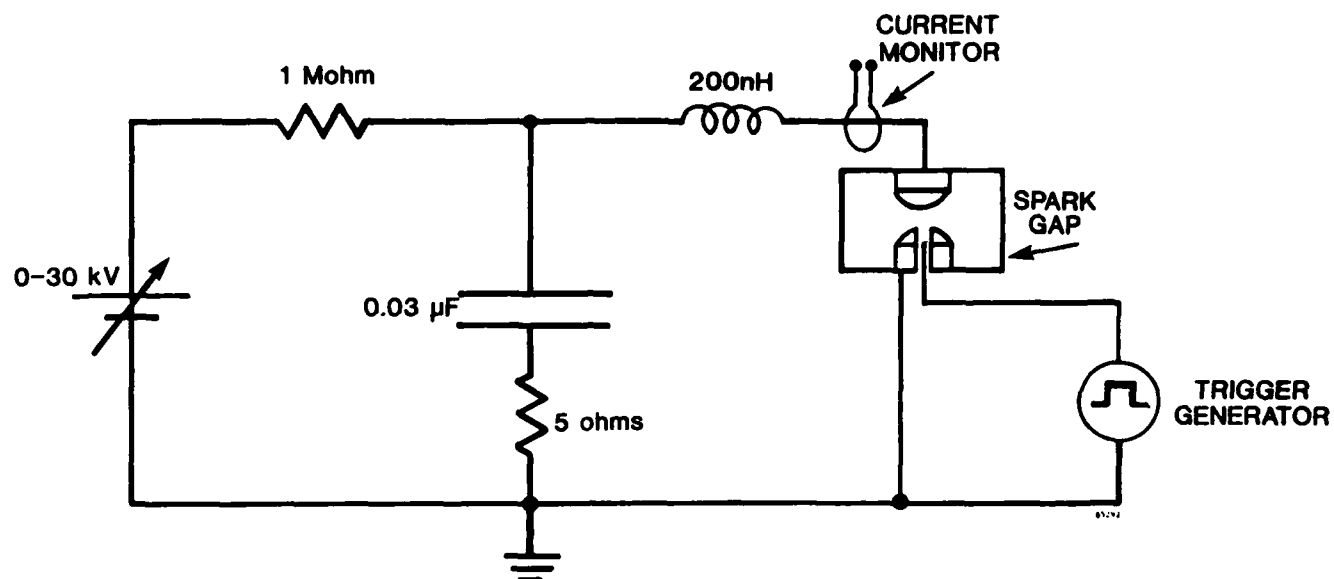 CURRENT
MONITOR
1 Mohm
200nH
SPARK
GAP
0-30 kV
0.03 µF
5 ohms
TRIGGER
GENERATOR